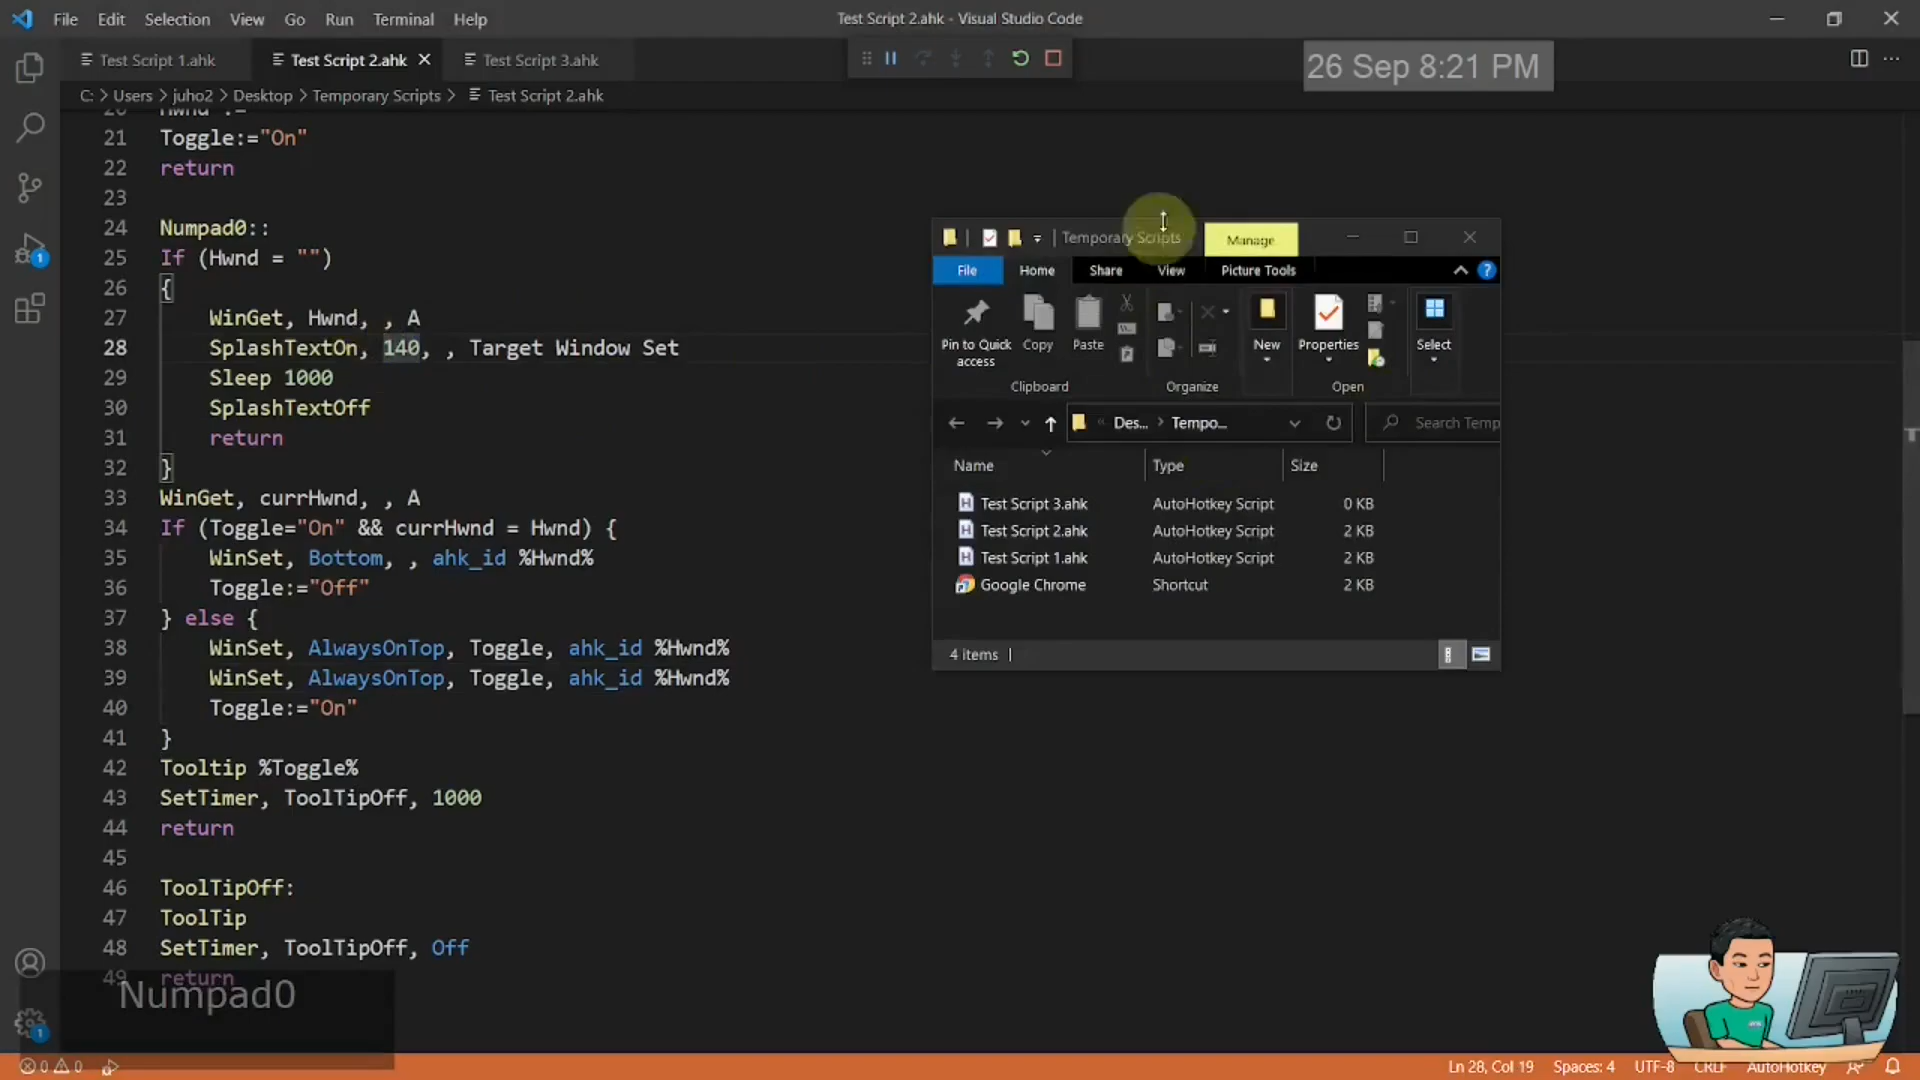 File Edit Selection View Go Run Terminal Help
Test Script 2.ahk - Visual Studio Code
Test Script 1.ahk
Test Script 2.ahk
Test Script 3.ahk
26 Sep 8:21 PM
C: > Users > juho2 > Desktop > Temporary Scripts > Test Script 2.ahk
20 Hwnd :=
21 Toggle:="On"
22 return
23
24 Numpad0::
25 If (Hwnd = "")
26 {
27 WinGet, Hwnd, , A
28 SplashTextOn, 140, , Target Window Set
29 Sleep 1000
30 SplashTextOff
31 return
32 }
33 WinGet, currHwnd, , A
34 If (Toggle="On" && currHwnd = Hwnd) {
35 WinSet, Bottom, , ahk_id %Hwnd%
36 Toggle:="Off"
37 } else {
38 WinSet, AlwaysOnTop, Toggle, ahk_id %Hwnd%
39 WinSet, AlwaysOnTop, Toggle, ahk_id %Hwnd%
40 Toggle:="On"
41 }
42 Tooltip %Toggle%
43 SetTimer, ToolTipOff, 1000
44 return
45
46 ToolTipOff:
47 ToolTip
48 SetTimer, ToolTipOff, Off
49 return
Numpad0
Temporary Scripts
Manage
File Home Share View Picture Tools
Pin to Quick access
Copy
Paste
New
Properties
Select
Clipboard
Organize
Open
Des... > Tempo...
Search Temp
Name Type Size
Test Script 3.ahk AutoHotkey Script 0 KB
Test Script 2.ahk AutoHotkey Script 2 KB
Test Script 1.ahk AutoHotkey Script 2 KB
Google Chrome Shortcut 2 KB
4 items
1
1
0 0
Ln 28, Col 19 Spaces: 4 UTF-8 CRLF AutoHotkey